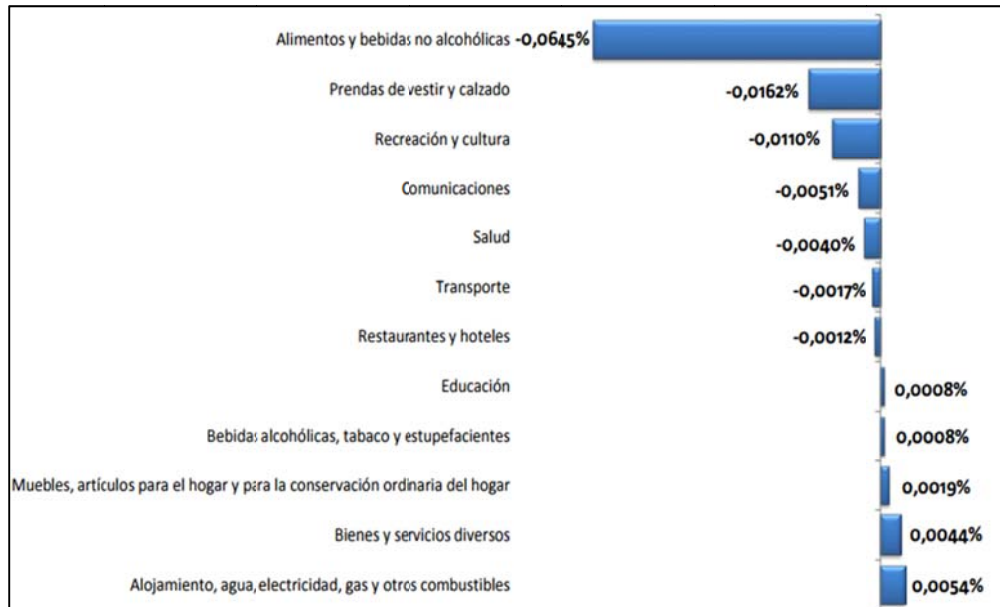 Alimentos y bebidas no alcohólicas -0,0645%
Prendas de vestir y calzado -0,0162%
Recreación y cultura -0,0110%
Comunicaciones -0,0051%
Salud -0,0040%
Transporte -0,0017%
Restaurantes y hoteles -0,0012%
Educación 0,0008%
Bebidas alcohólicas, tabaco y estupefacientes 0,0008%
Muebles, artículos para el hogar y para la conservación ordinaria del hogar 0,0019%
Bienes y servicios diversos 0,0044%
Alojamiento, agua, electricidad, gas y otros combustibles 0,0054%